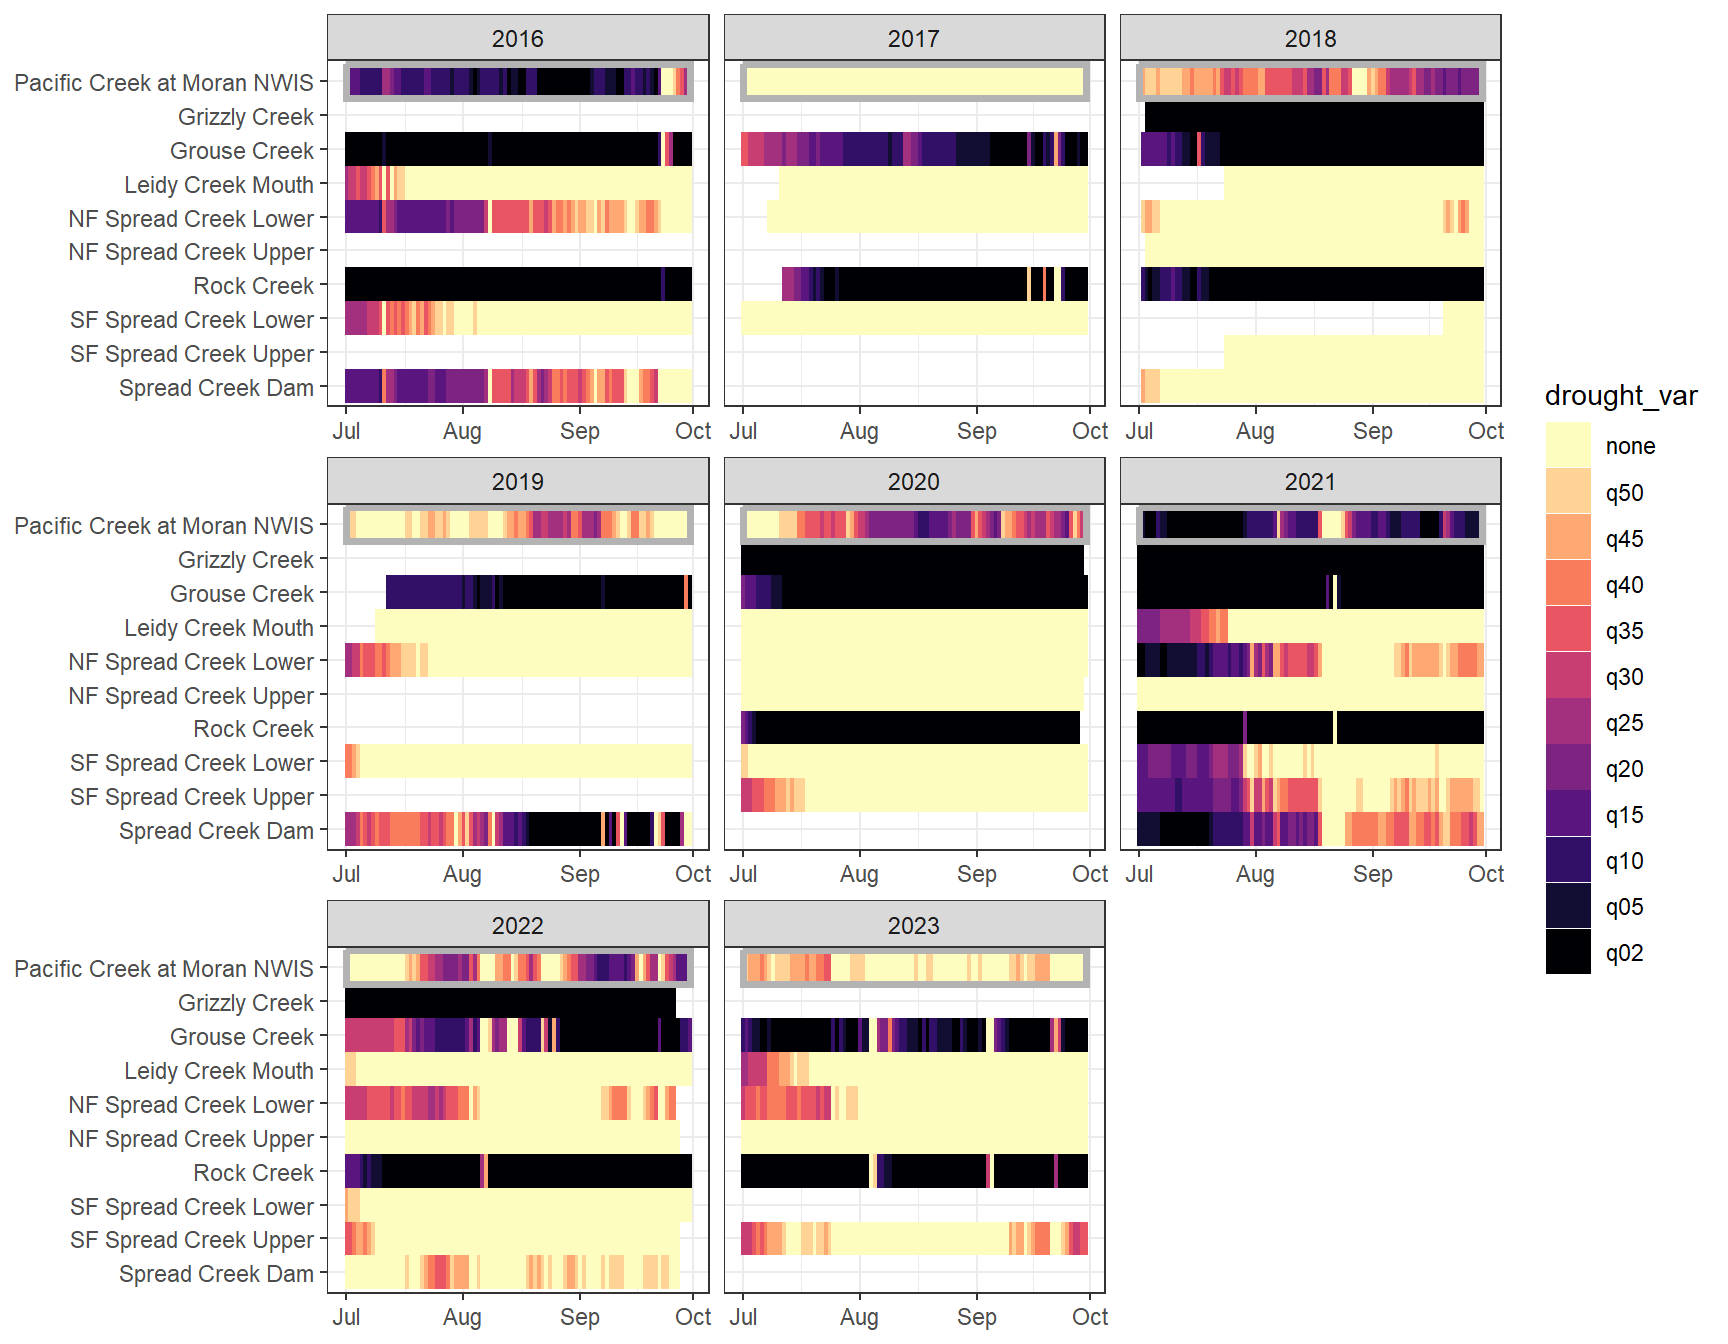 2016
2017
2018
Pacific Creek at Moran NWIS
Grizzly Creek
Grouse Creek
Leidy Creek Mouth
NF Spread Creek Lower
NF Spread Creek Upper
Rock Creek
SF Spread Creek Lower
SF Spread Creek Upper
Spread Creek Dam
Jul Aug Sep Oct
Jul Aug Sep Oct
Jul Aug Sep Oct
2019
2020
2021
Pacific Creek at Moran NWIS
Grizzly Creek
Grouse Creek
Leidy Creek Mouth
NF Spread Creek Lower
NF Spread Creek Upper
Rock Creek
SF Spread Creek Lower
SF Spread Creek Upper
Spread Creek Dam
Jul Aug Sep Oct
Jul Aug Sep Oct
Jul Aug Sep Oct
2022
2023
Pacific Creek at Moran NWIS
Grizzly Creek
Grouse Creek
Leidy Creek Mouth
NF Spread Creek Lower
NF Spread Creek Upper
Rock Creek
SF Spread Creek Lower
SF Spread Creek Upper
Spread Creek Dam
Jul Aug Sep Oct
Jul Aug Sep Oct
drought_var
none
q50
q45
q40
q35
q30
q25
q20
q15
q10
q05
q02